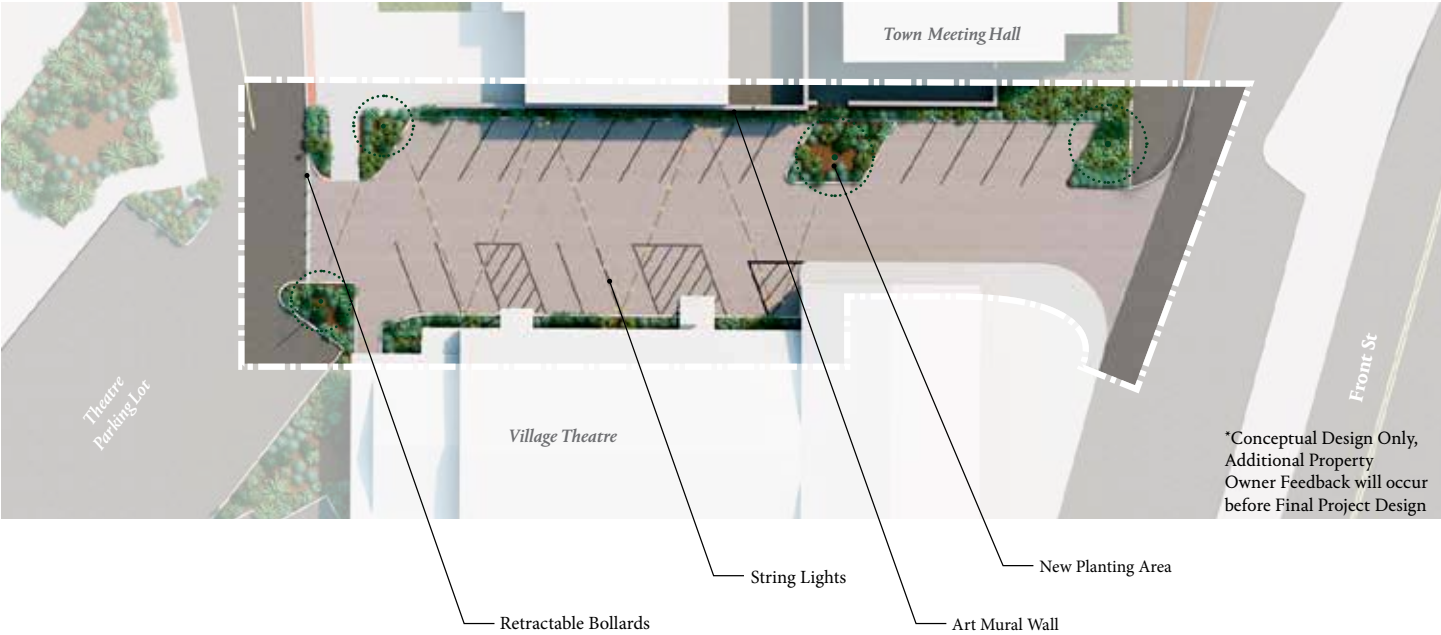 Town Meeting Hall
Theatre
Parking Lot
Village Theatre
Front St
*Conceptual Design Only,
Additional Property
Owner Feedback will occur
before Final Project Design
New Planting Area
String Lights
Retractable Bollards
Art Mural Wall